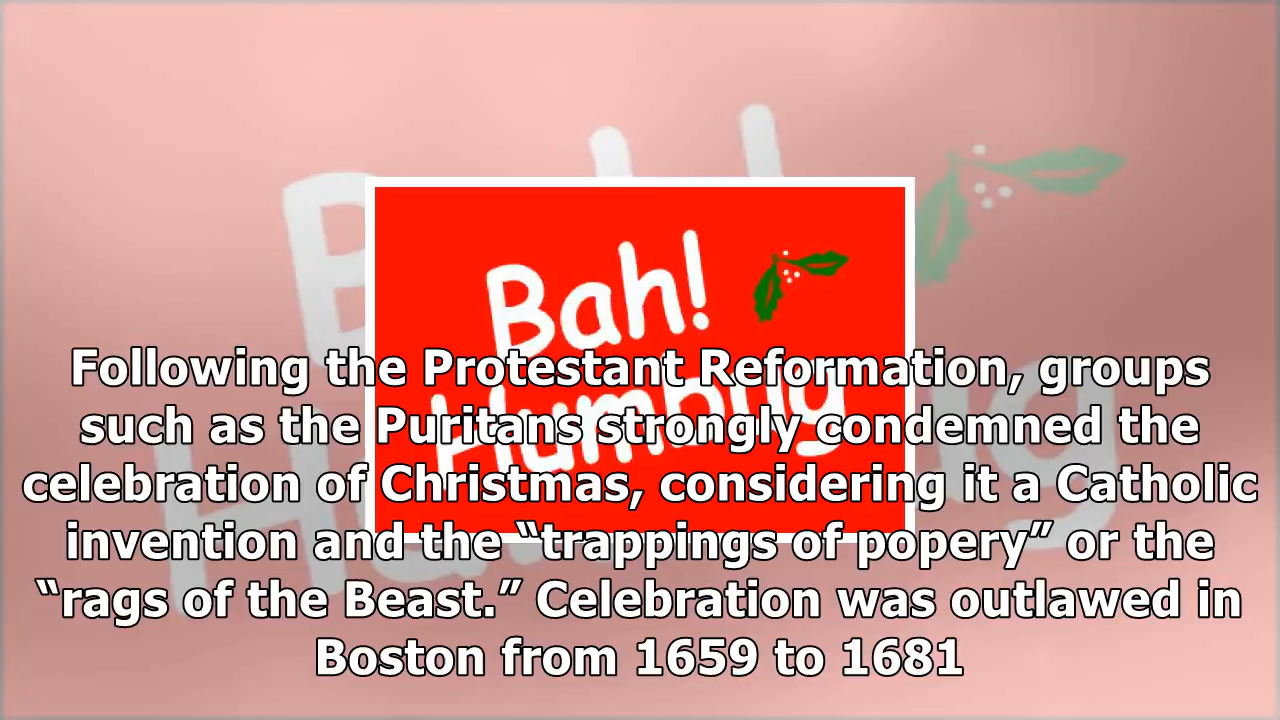 Bah!
Humbug
Following the Protestant Reformation, groups
such as the Puritans strongly condemned the
celebration of Christmas, considering it a Catholic
invention and the “trappings of popery” or the
“rags of the Beast.” Celebration was outlawed in
Boston from 1659 to 1681